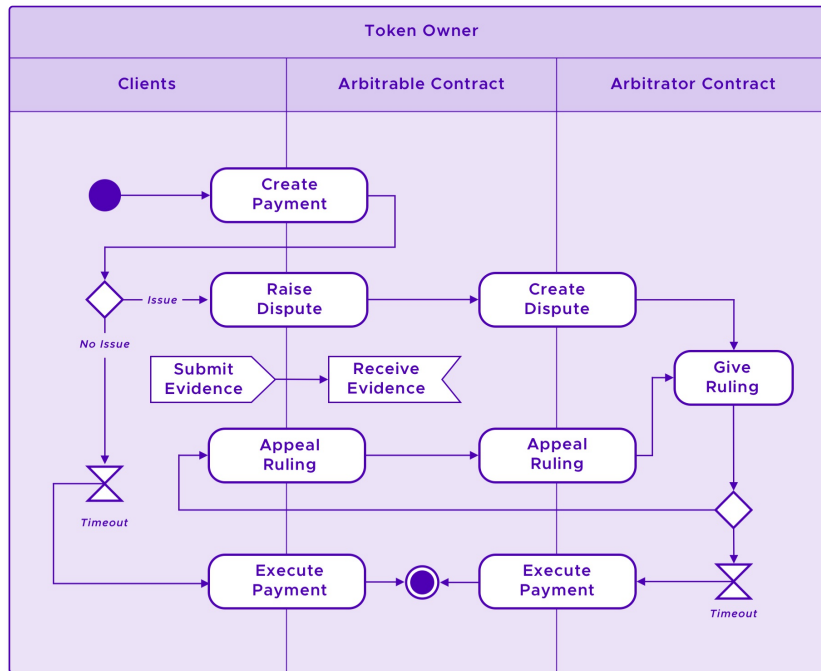 Token Owner
Clients
Arbitrable Contract
Arbitrator Contract
Create
Payment
Issue
Raise
Dispute
Create
Dispute
No Issue
Submit
Evidence
Receive
Evidence
Give
Ruling
Appeal
Ruling
Appeal
Ruling
Timeout
Execute
Payment
Execute
Payment
Timeout